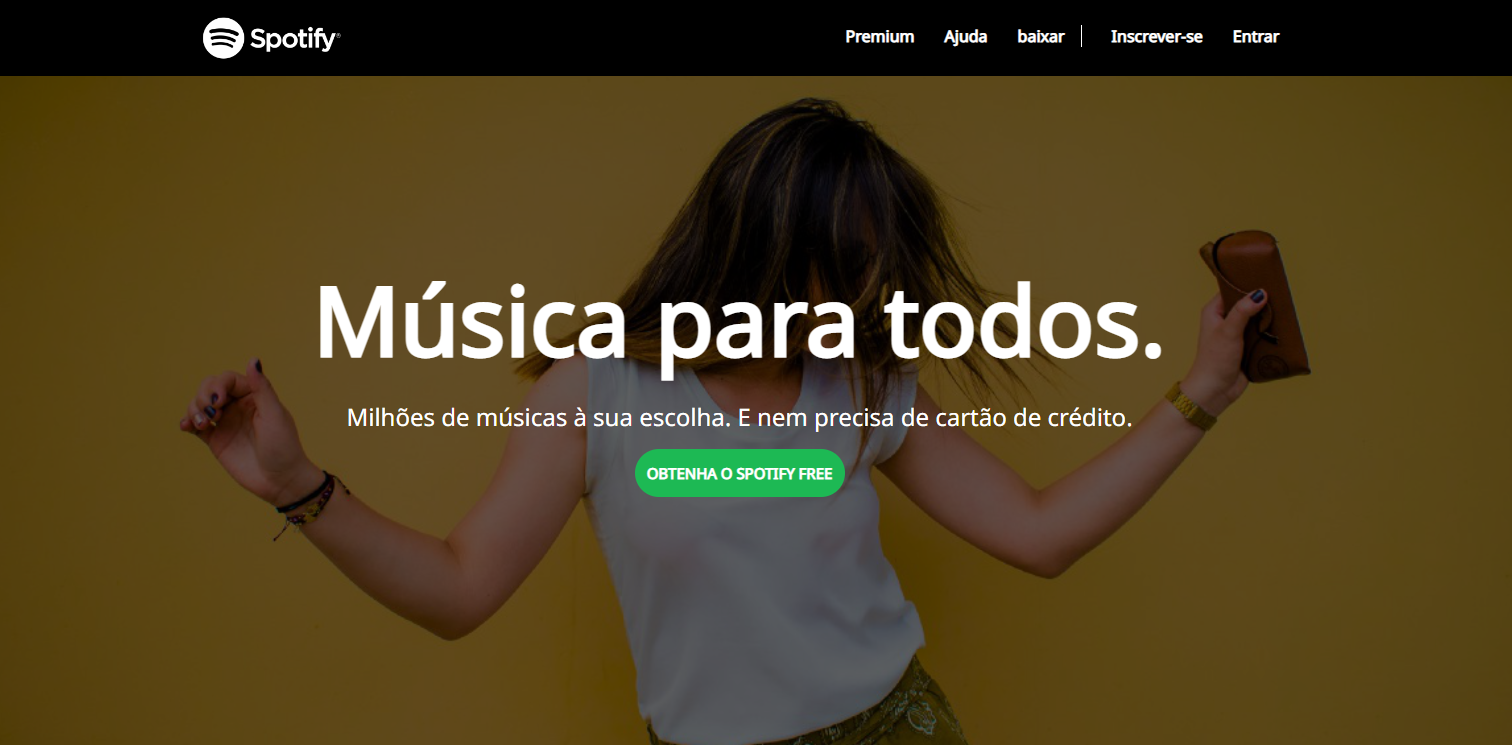 Spotify®
Premium Ajuda baixar Inscrever-se Entrar
Música para todos.
Milhões de músicas à sua escolha. E nem precisa de cartão de crédito.
OBTENHA O SPOTIFY FREE